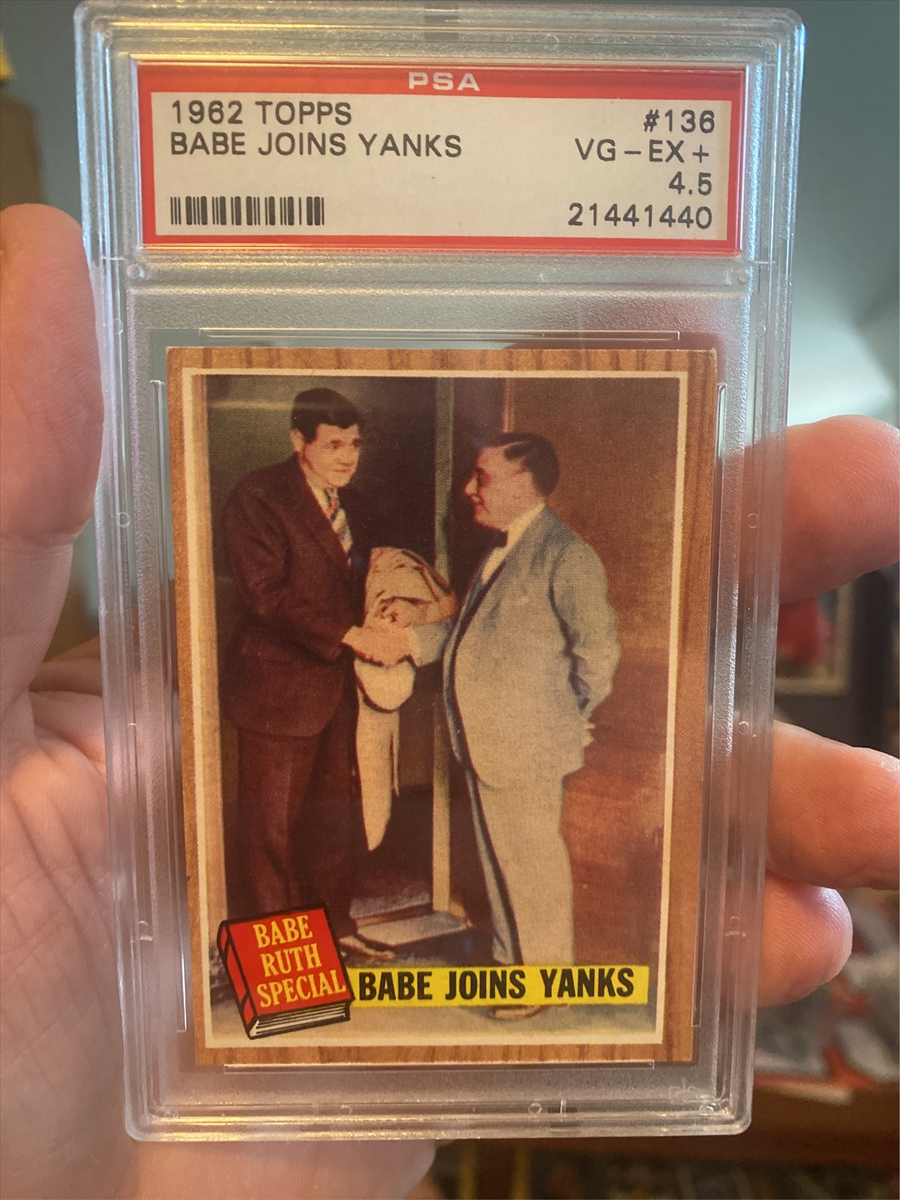 PSA
1962 TOPPS #136
BABE JOINS YANKS VG-EX+
4.5
21441440
BABE
RUTH
SPECIAL
BABE JOINS YANKS